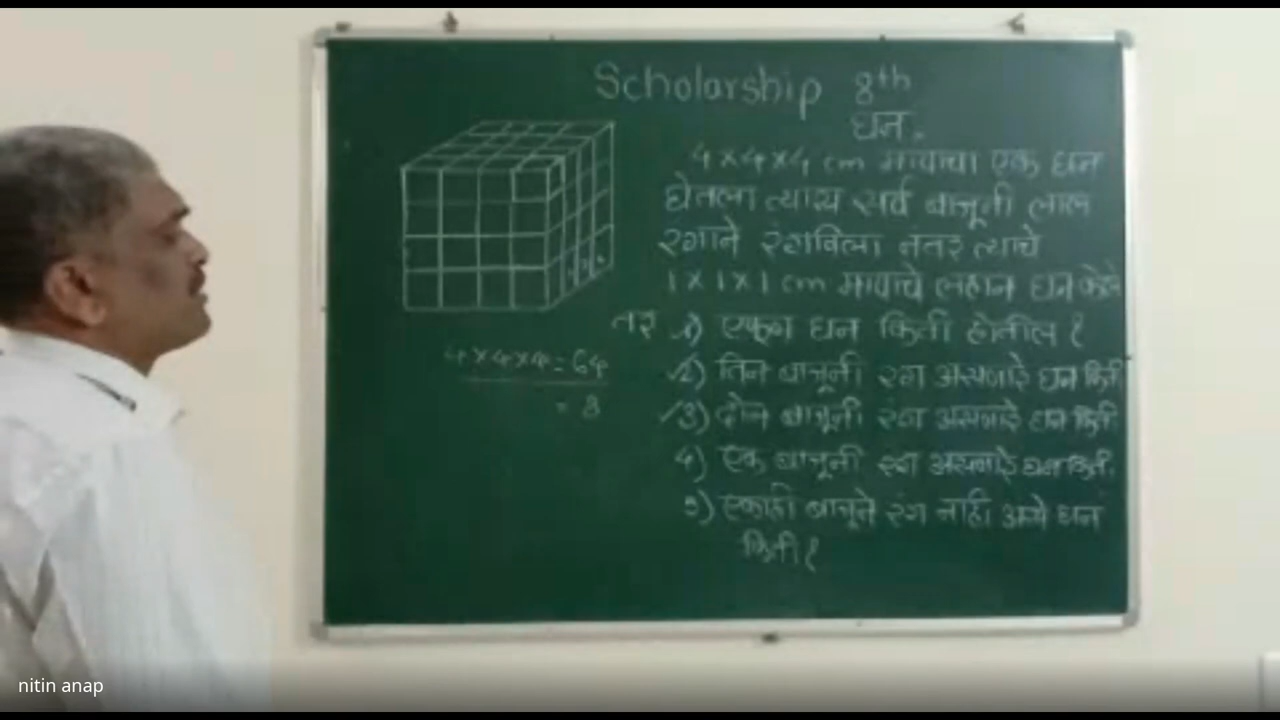 Scholarship 8th
घन.
4×4×4 cm मापाचा एक घन
घेतला त्यास सर्व बाजूनी लाल
रंगाने रंगविला नंतर त्याचे
1×1×1 cm मापाचे लहान घन केले
तर 1) एकूण घन किती होतील ?
2) तिन बाजूनी रंग असणारे घन किती
3) दोन बाजूनी रंग असणारे घन किती
4) एक बाजूनी रंग असणारे घन किती.
5) एकाही बाजूने रंग नाही असे घन
किती ?
4×4×4=64
= 8
nitin anap